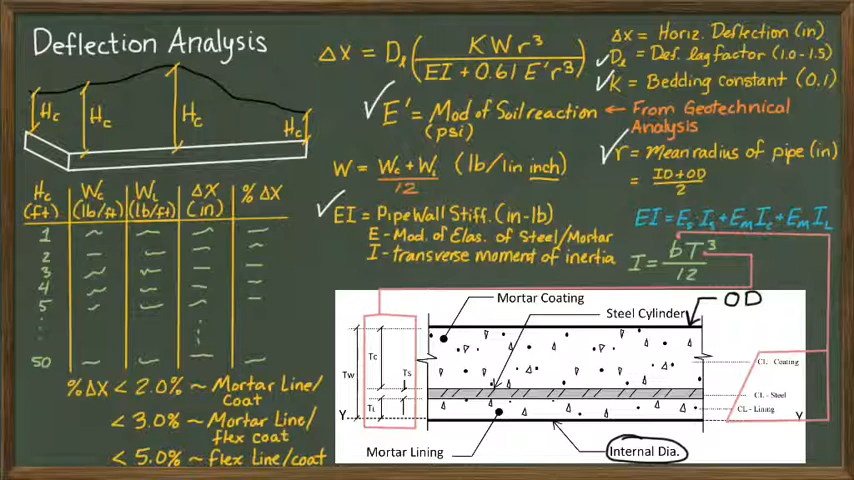 Deflection Analysis
Hc
Hc
Hc
Hc
Hc (ft) Wc (lb/ft) WL (lb/ft) ΔX (in) % ΔX
1
2
3
4
5
50
%ΔX < 2.0% ~ Mortar Line/
coat
< 3.0% ~ Mortar Line/
flex coat
< 5.0% ~ flex Line/coat
ΔX = Dl (KWr³ / EI + 0.61 E'r³)
E' = Mod of Soil reaction
(psi)
← From Geotechnical
Analysis
W = Wc + WL / 12 (lb/lin inch)
EI = Pipe Wall Stiff. (in-lb)
E - Mod. of Elas. of Steel/Mortar
I - transverse moment of inertia
ΔX = Horiz. Deflection (in)
Dl = Def. lag factor (1.0-1.5)
K = Bedding constant (0.1)
r = Mean radius of pipe (in)
= ID+OD / 2
EI = Es·Is + EmIc + EmIL
I = bT³ / 12
Mortar Coating
Steel Cylinder
OD
Tw
Tc
Ts
TL
Y
CL - Coating
CL - Steel
CL - Lining
Y
Mortar Lining
Internal Dia.